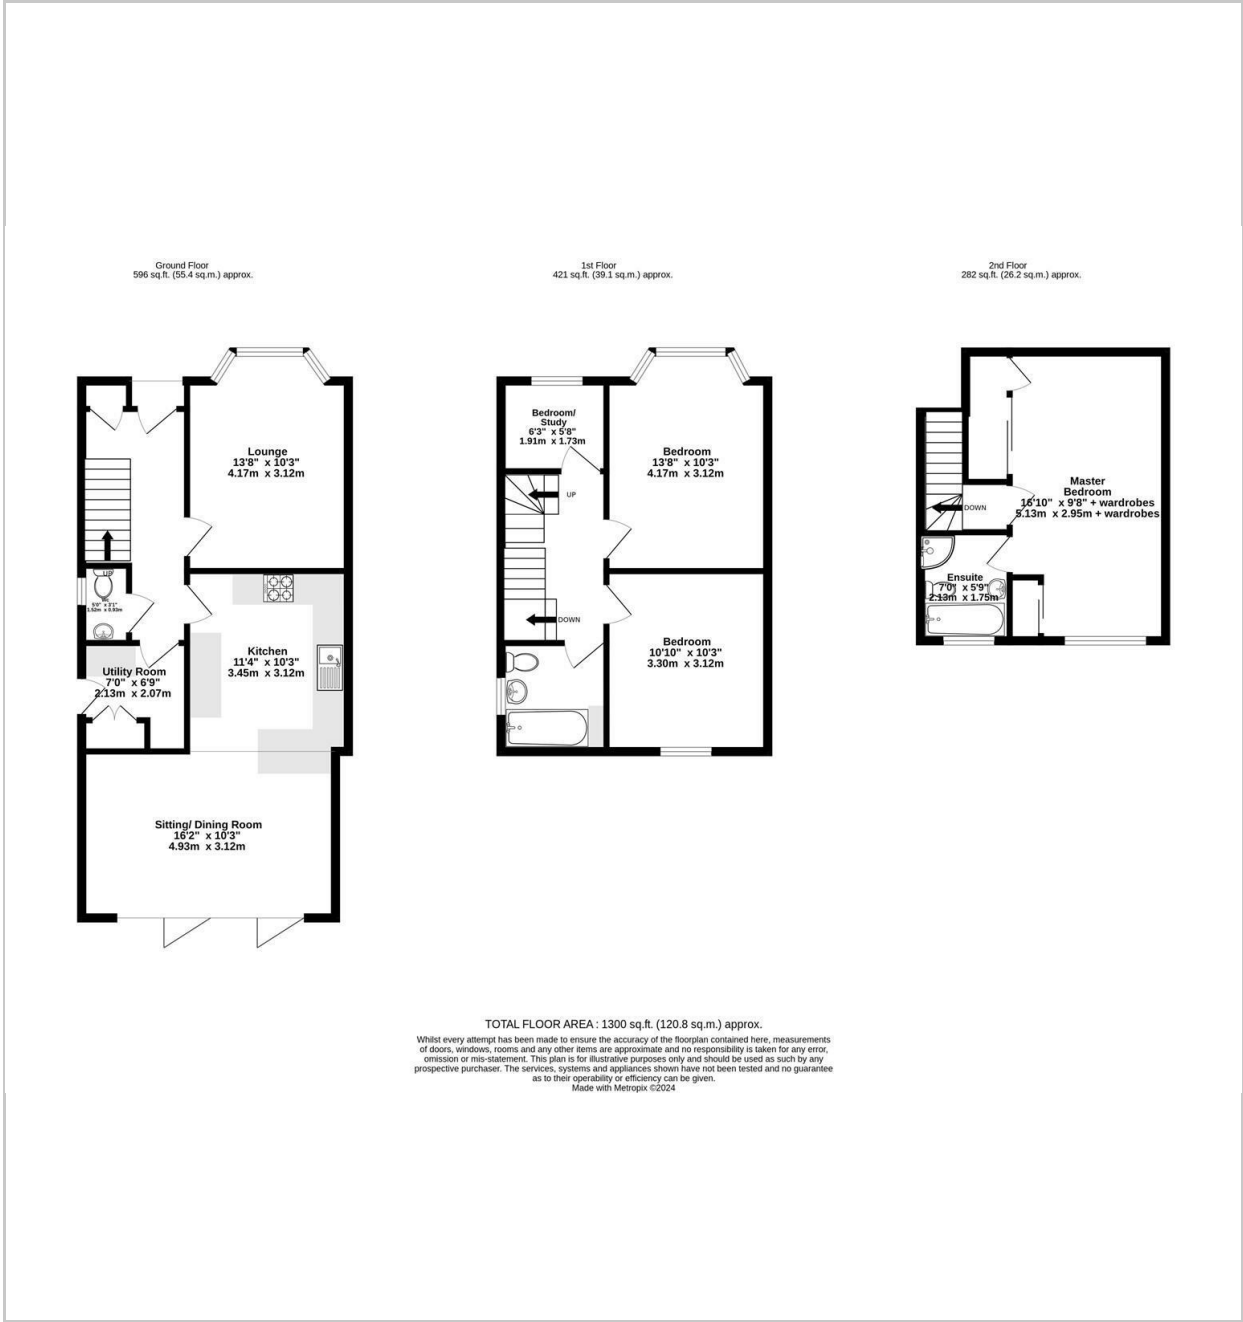 Ground Floor
596 sq.ft. (55.4 sq.m.) approx.
1st Floor
421 sq.ft. (39.1 sq.m.) approx.
2nd Floor
282 sq.ft. (26.2 sq.m.) approx.
Lounge
13'8" x 10'3"
4.17m x 3.12m
UP
WC
5'0" x 3'1"
1.52m x 0.93m
Kitchen
11'4" x 10'3"
3.45m x 3.12m
Utility Room
7'0" x 6'9"
2.13m x 2.07m
Sitting/ Dining Room
16'2" x 10'3"
4.93m x 3.12m
Bedroom/
Study
6'3" x 5'8"
1.91m x 1.73m
Bedroom
13'8" x 10'3"
4.17m x 3.12m
UP
DOWN
Bedroom
10'10" x 10'3"
3.30m x 3.12m
Master
Bedroom
16'10" x 9'8" + wardrobes
5.13m x 2.95m + wardrobes
DOWN
Ensuite
7'0" x 5'9"
2.13m x 1.75m
TOTAL FLOOR AREA : 1300 sq.ft. (120.8 sq.m.) approx.
Whilst every attempt has been made to ensure the accuracy of the floorplan contained here, measurements
of doors, windows, rooms and any other items are approximate and no responsibility is taken for any error,
omission or mis-statement. This plan is for illustrative purposes only and should be used as such by any
prospective purchaser. The services, systems and appliances shown have not been tested and no guarantee
as to their operability or efficiency can be given.
Made with Metropix ©2024